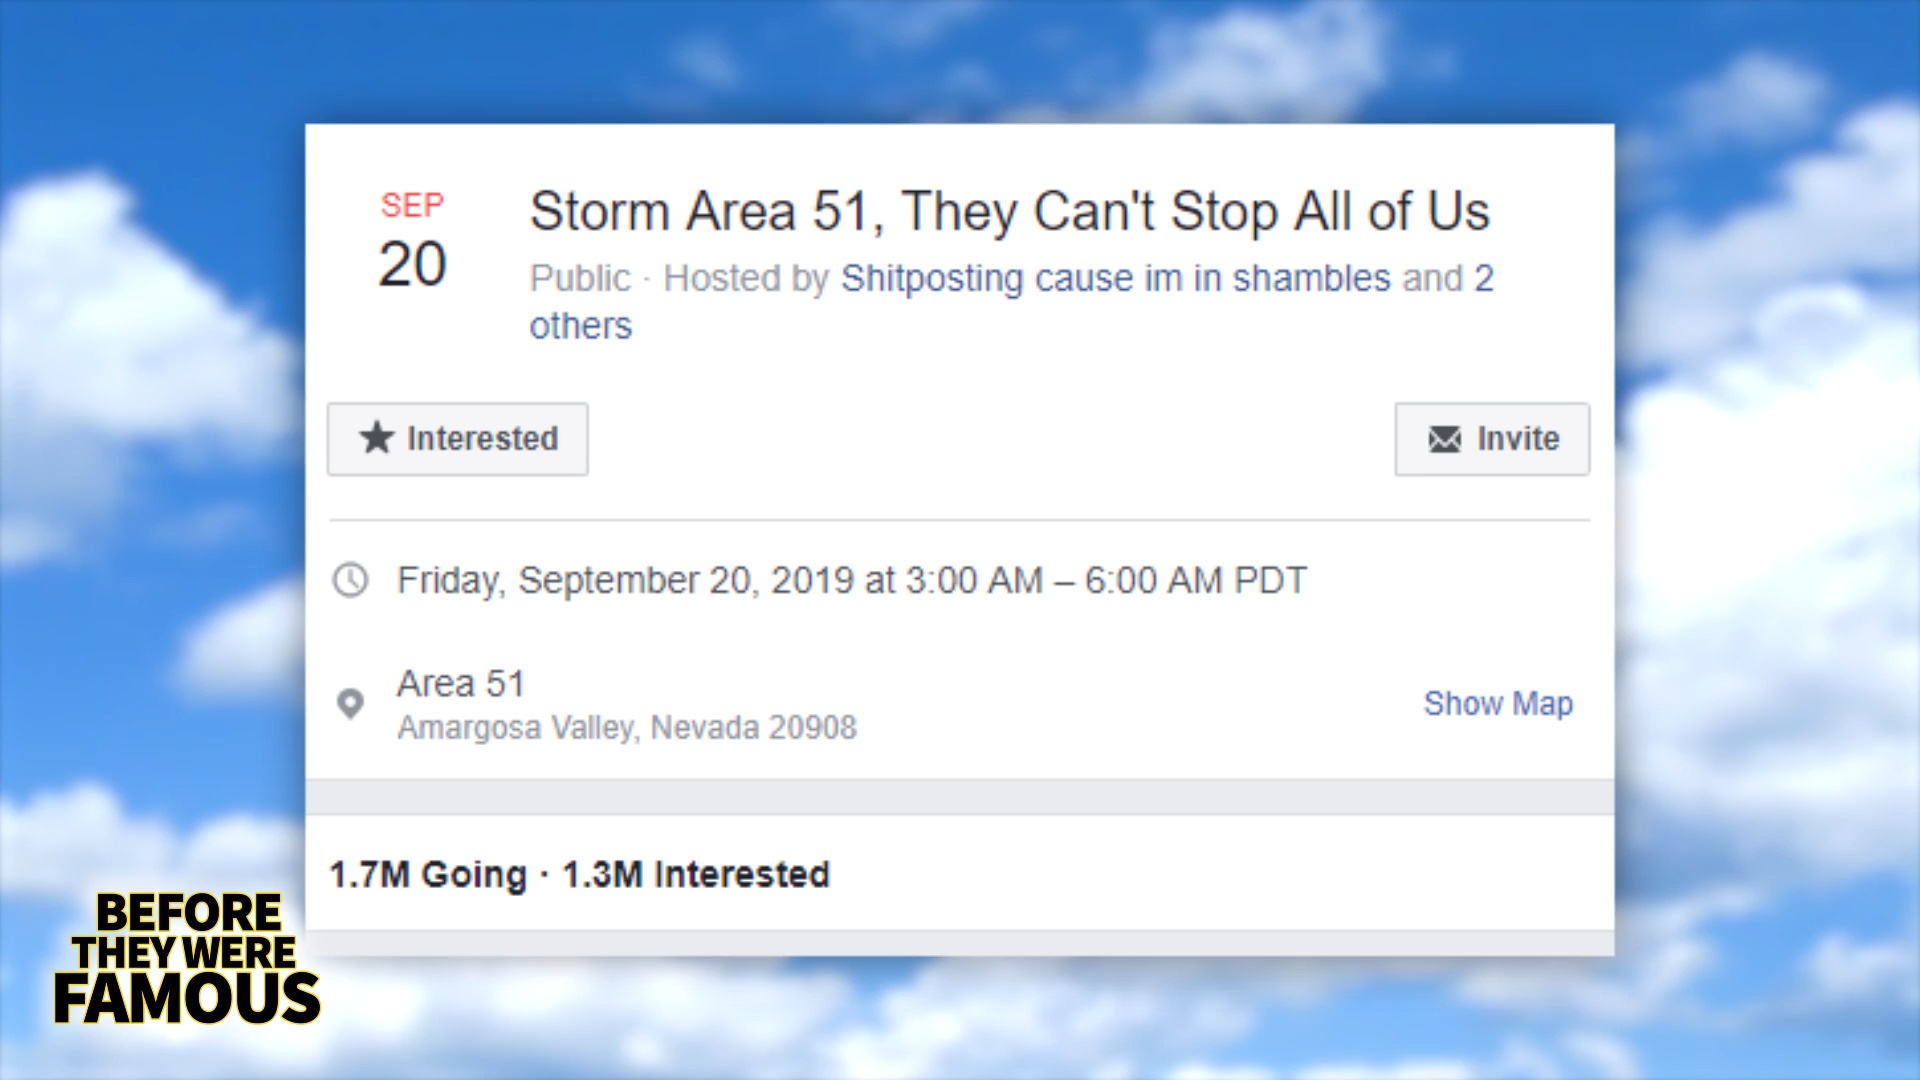 SEP
20
Storm Area 51, They Can't Stop All of Us
Public · Hosted by Shitposting cause im in shambles and 2
others
Interested
Invite
Friday, September 20, 2019 at 3:00 AM – 6:00 AM PDT
Area 51
Amargosa Valley, Nevada 20908
Show Map
1.7M Going · 1.3M Interested
BEFORE
THEY WERE
FAMOUS